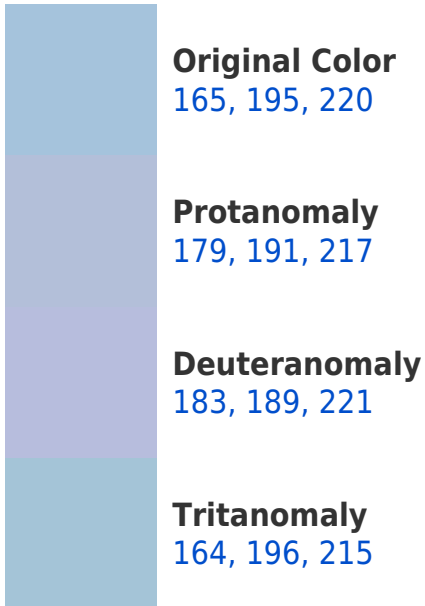 Original Color
165, 195, 220
Protanomaly
179, 191, 217
Deuteranomaly
183, 189, 221
Tritanomaly
164, 196, 215